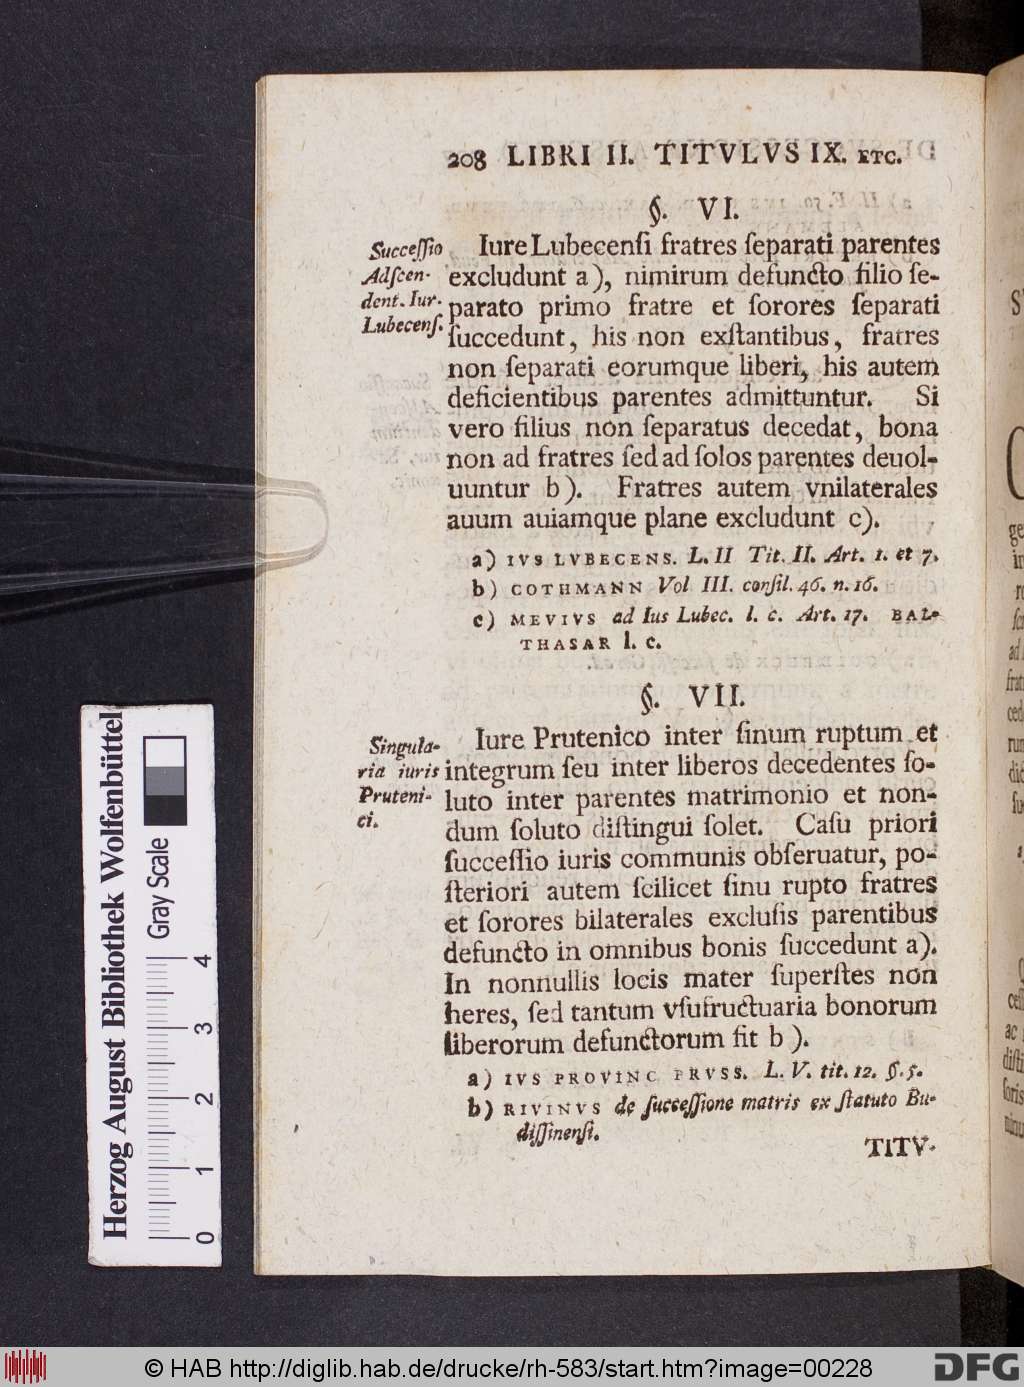 208 LIBRI II. TITVLVS IX. ETC.
§. VI.
Succeſſio
Adſcen-
dent. Iur.
Lubecenſ.
Iure Lubecenſi fratres ſeparati parentes
excludunt a), nimirum defuncto filio ſe-
parato primo fratre et ſorores ſeparati
ſuccedunt, his non exſtantibus, fratres
non ſeparati eorumque liberi, his autem
deficientibus parentes admittuntur. Si
vero filius non ſeparatus decedat, bona
non ad fratres ſed ad ſolos parentes deuol-
uuntur b). Fratres autem vnilaterales
auum auiamque plane excludunt c).
a) IVS LVBECENS. L. II Tit. II. Art. 1. et 7.
b) COTHMANN Vol III. conſil. 46. n. 16.
c) MEVIVS ad Ius Lubec. l. c. Art. 17. BAL-
THASAR l. c.
§. VII.
Singula-
ria iuris
Pruteni-
ci.
Iure Prutenico inter ſinum ruptum et
integrum ſeu inter liberos decedentes ſo-
luto inter parentes matrimonio et non-
dum ſoluto diſtingui ſolet. Caſu priori
ſucceſſio iuris communis obſeruatur, po-
ſteriori autem ſcilicet ſinu rupto fratres
et ſorores bilaterales excluſis parentibus
defuncto in omnibus bonis ſuccedunt a).
In nonnullis locis mater ſuperſtes non
heres, ſed tantum vſufructuaria bonorum
liberorum defunctorum fit b).
a) IVS PROVINC PRVSS. L. V. tit. 12. §. 5.
b) RIVINVS de ſucceſſione matris ex ſtatuto Bu-
diſſinenſi.
TITV-
Herzog August Bibliothek Wolfenbüttel
Gray Scale
0 1 2 3 4
© HAB http://diglib.hab.de/drucke/rh-583/start.htm?image=00228
DFG